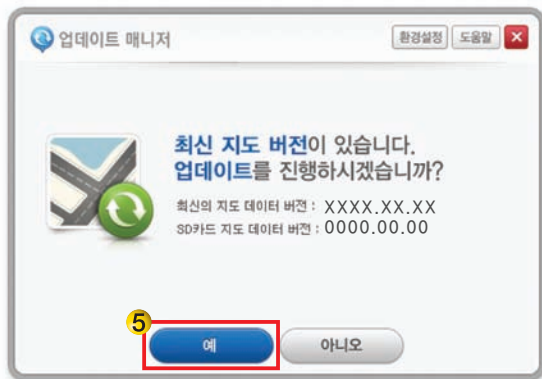 업데이트 매니저
환경설정 도움말
최신 지도 버전이 있습니다.
업데이트를 진행하시겠습니까?
최신의 지도 데이터 버전 : XXXX.XX.XX
SD카드 지도 데이터 버전 : 0000.00.00
5
예 아니오